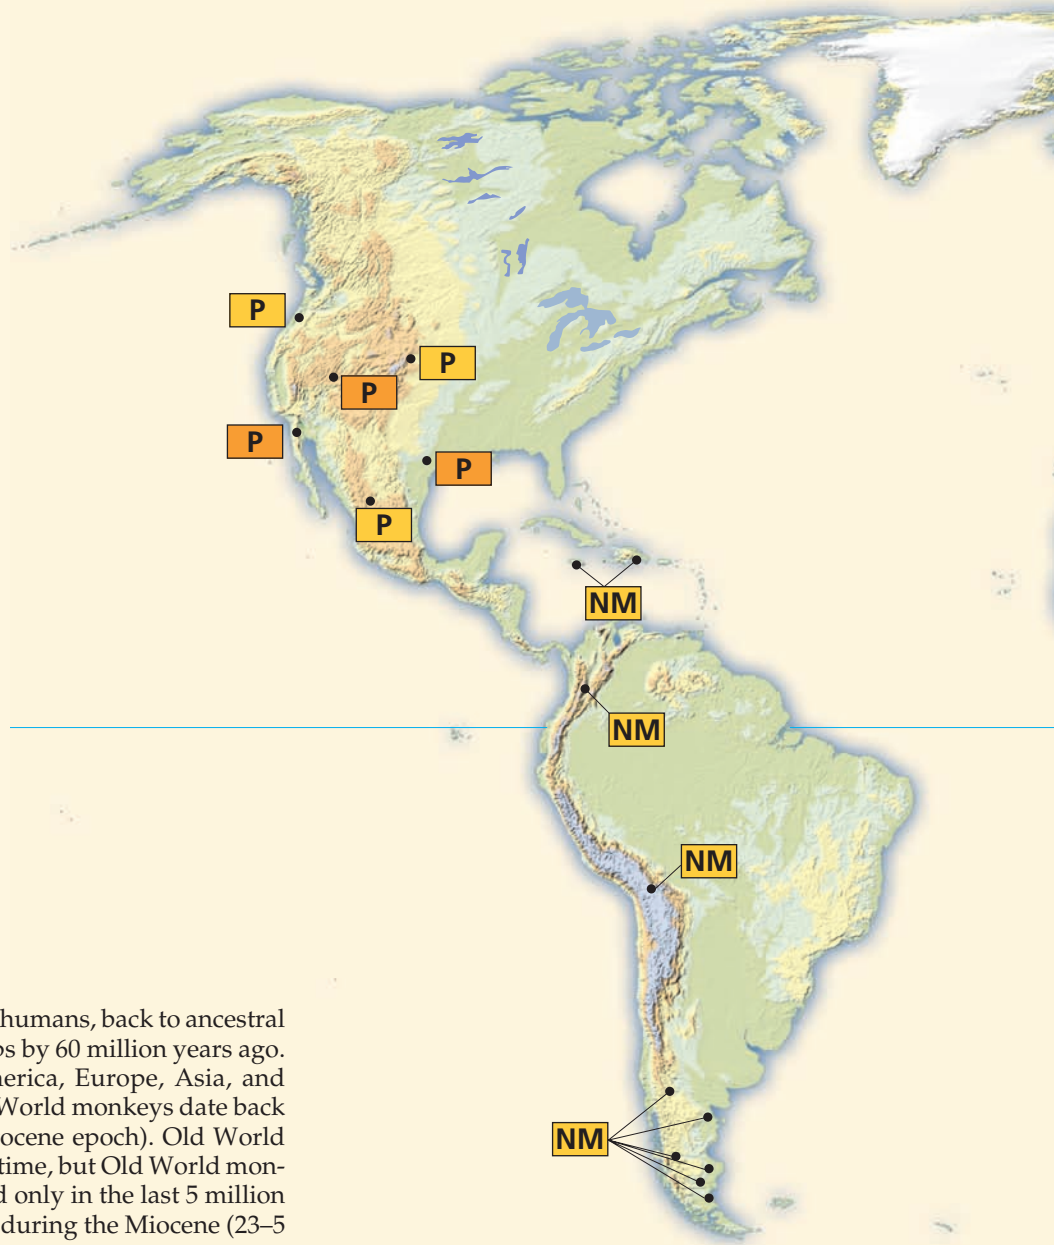 P
P
P
P
P
P
NM
NM
NM
NM
humans, back to ancestral
by 60 million years ago.
Europe, Asia, and
World monkeys date back
epoch). Old World
time, but Old World mon-
only in the last 5 million
during the Miocene (23–5